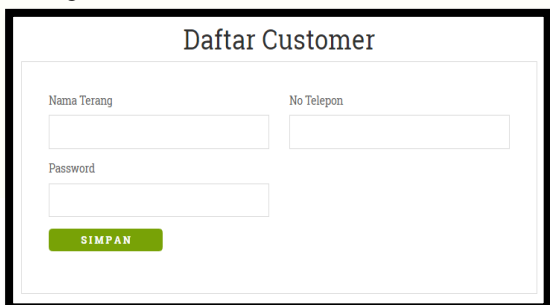 Daftar Customer
Nama Terang
No Telepon
Password
SIMPAN